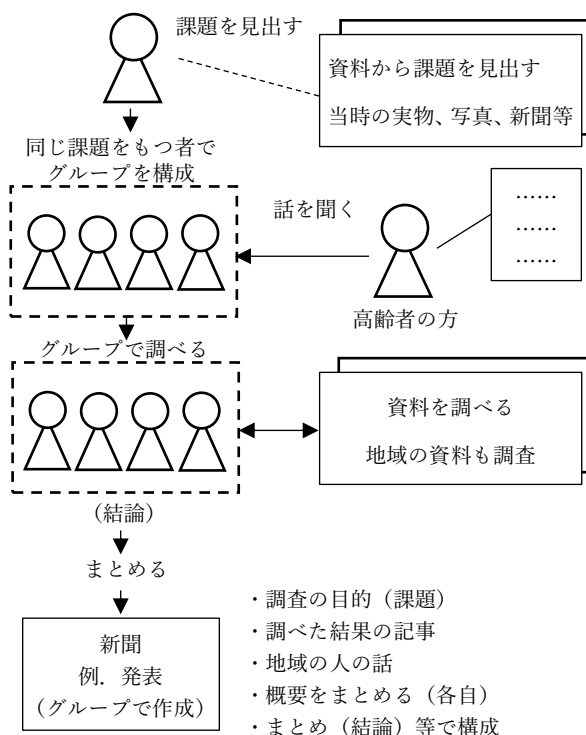 課題を見出す
資料から課題を見出す
当時の実物、写真、新聞等
同じ課題をもつ者で
グループを構成
話を聞く
……
……
……
高齢者の方
グループで調べる
資料を調べる
地域の資料も調査
（結論）
まとめる
新聞
例．発表
（グループで作成）
・調査の目的（課題）
・調べた結果の記事
・地域の人の話
・概要をまとめる（各自）
・まとめ（結論）等で構成